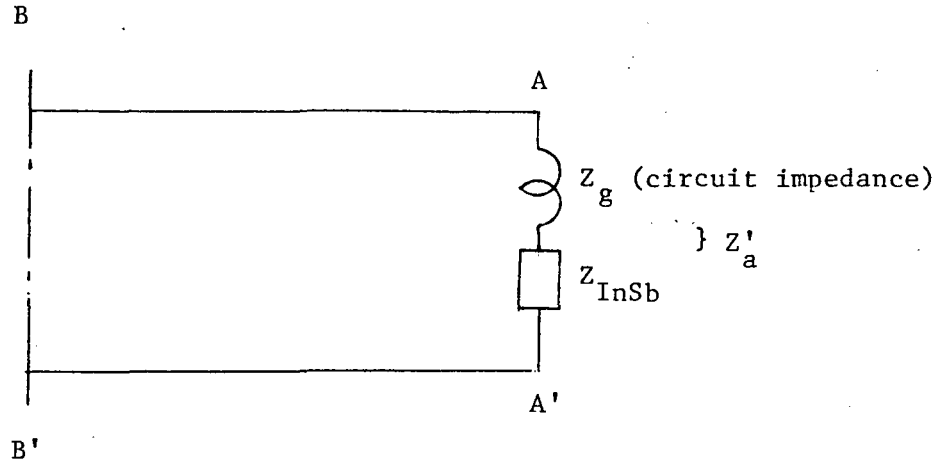 B
A
Z_g (circuit impedance)
} Z'_a
Z_InSb
A'
B'